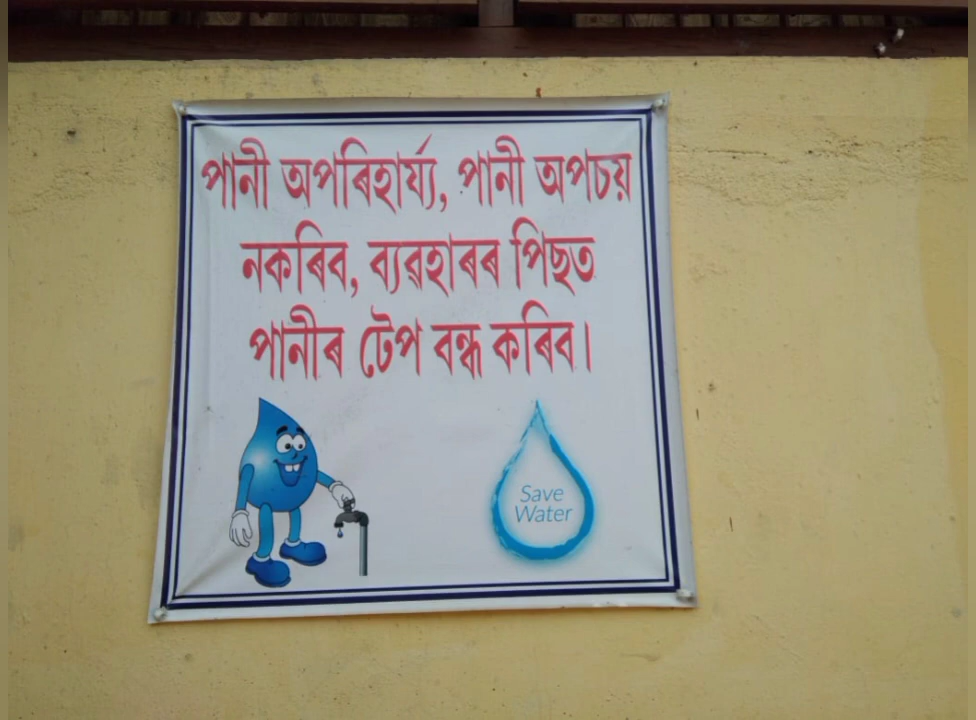 পানী অপৰিহাৰ্য্য, পানী অপচয়
নকৰিব, ব্যৱহাৰৰ পিছত
পানীৰ টেপ বন্ধ কৰিব।
Save
Water